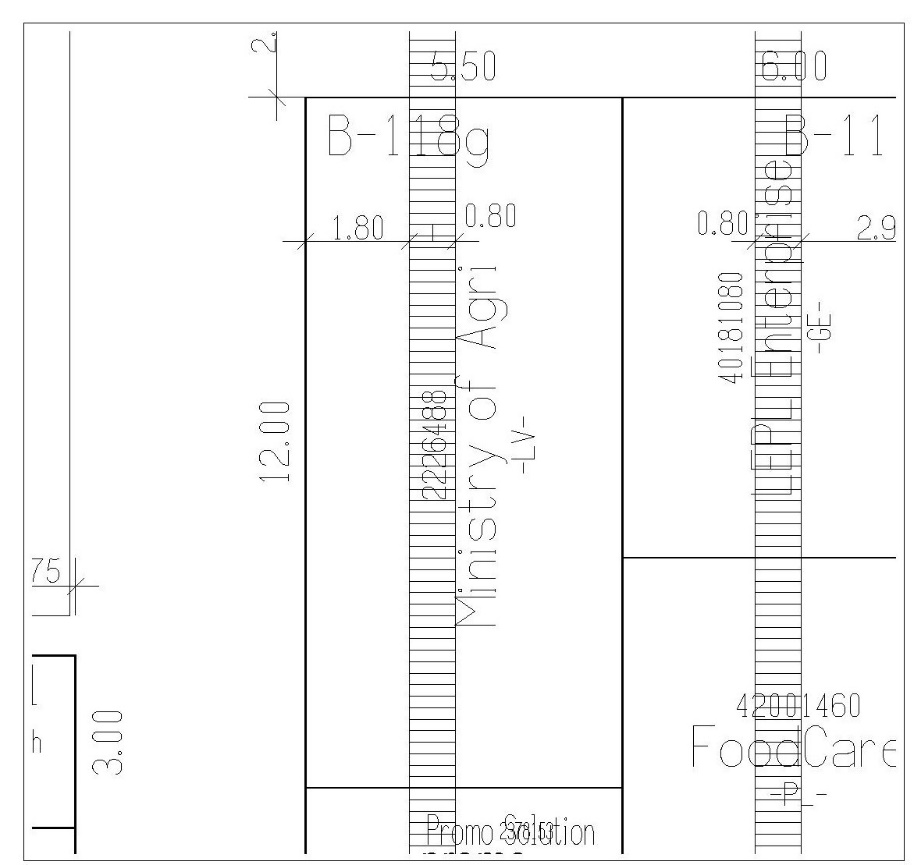 2.
5.50
6.00
B-118g
B-11
1.80
0.80
0.80
2.9
Ministry of Agri
2226488
-LV-
12.00
40181080
LEPL Enterprise
-GE-
75
3.00
h
42001460
FoodCare
-P_-
Promo Solution